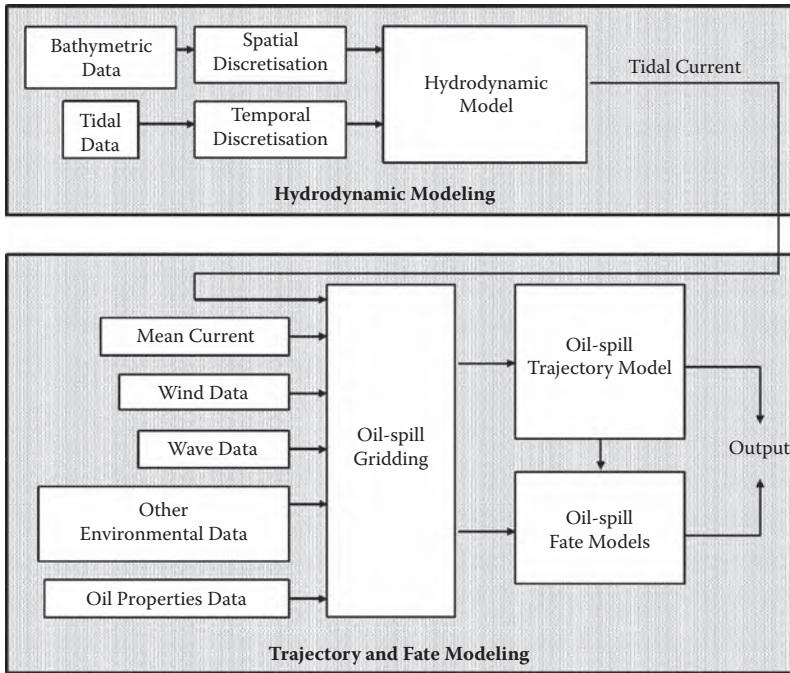 Bathymetric
Data
Spatial
Discretisation
Hydrodynamic
Model
Tidal Current
Tidal
Data
Temporal
Discretisation
Hydrodynamic Modeling
Mean Current
Wind Data
Wave Data
Other
Environmental Data
Oil Properties Data
Oil-spill
Gridding
Oil-spill
Trajectory Model
Oil-spill
Fate Models
Output
Trajectory and Fate Modeling